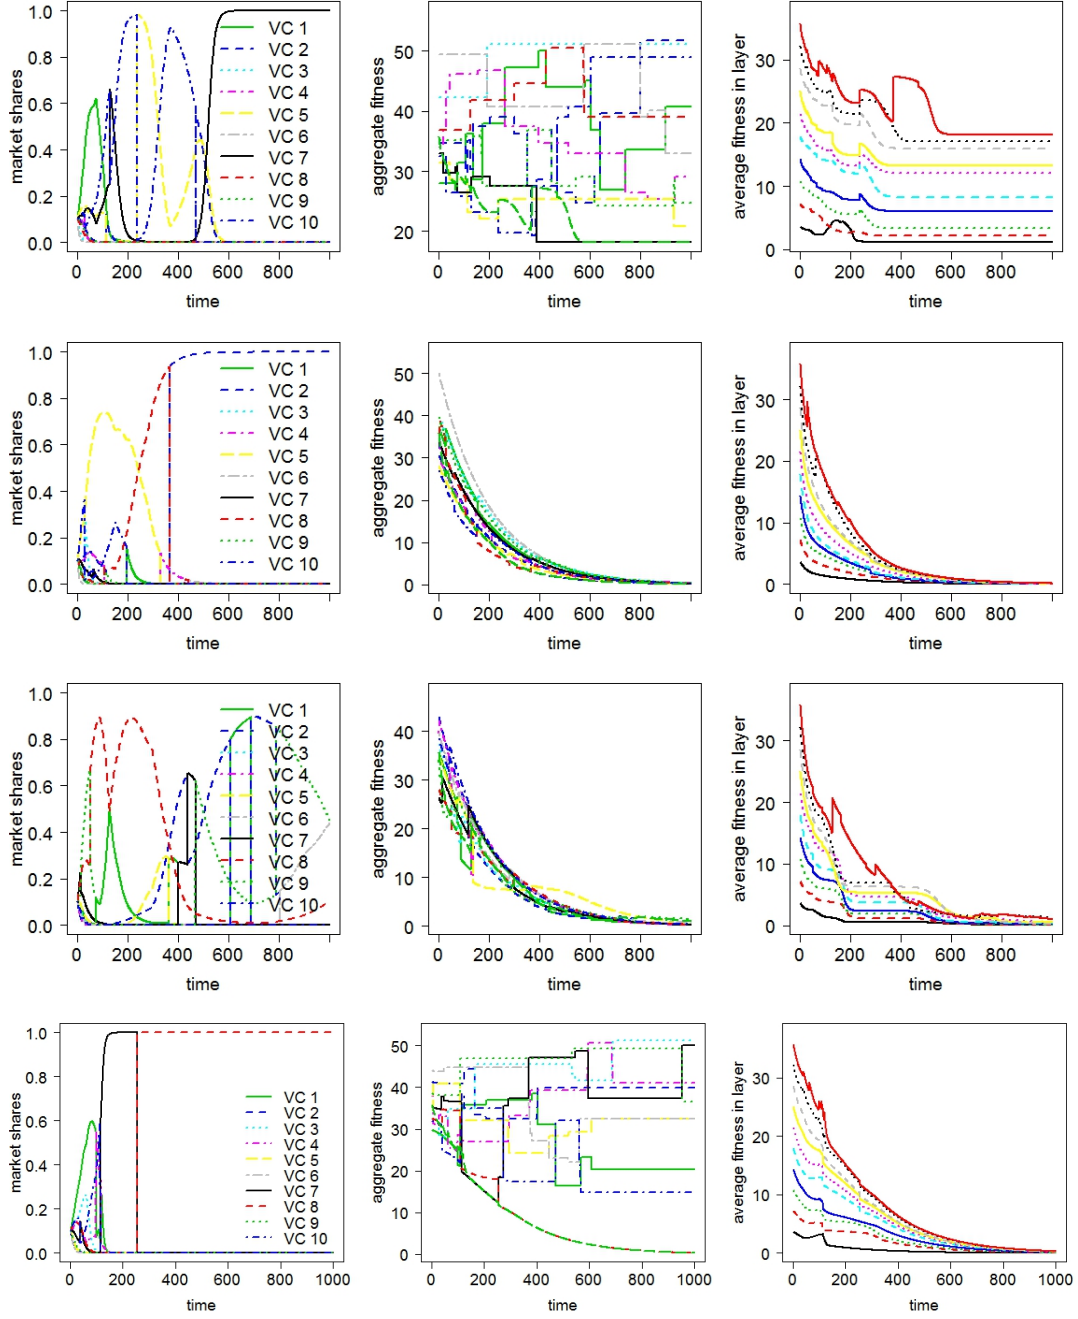 market shares
1.0
0.8
0.6
0.4
0.2
0.0
VC 1
VC 2
VC 3
VC 4
VC 5
VC 6
VC 7
VC 8
VC 9
VC 10
0 200 400 600 800
time
aggregate fitness
50
40
30
20
0 200 400 600 800
time
average fitness in layer
30
20
10
0
0 200 400 600 800
time
market shares
1.0
0.8
0.6
0.4
0.2
0.0
VC 1
VC 2
VC 3
VC 4
VC 5
VC 6
VC 7
VC 8
VC 9
VC 10
0 200 400 600 800
time
aggregate fitness
50
40
30
20
10
0
0 200 400 600 800
time
average fitness in layer
30
20
10
0
0 200 400 600 800
time
market shares
1.0
0.8
0.6
0.4
0.2
0.0
VC 1
VC 2
VC 3
VC 4
VC 5
VC 6
VC 7
VC 8
VC 9
VC 10
0 200 400 600 800
time
aggregate fitness
40
30
20
10
0
0 200 400 600 800
time
average fitness in layer
30
20
10
0
0 200 400 600 800
time
market shares
1.0
0.8
0.6
0.4
0.2
0.0
VC 1
VC 2
VC 3
VC 4
VC 5
VC 6
VC 7
VC 8
VC 9
VC 10
0 200 400 600 800 1000
time
aggregate fitness
50
40
30
20
10
0
0 200 400 600 800 1000
time
average fitness in layer
30
20
10
0
0 200 400 600 800 1000
time